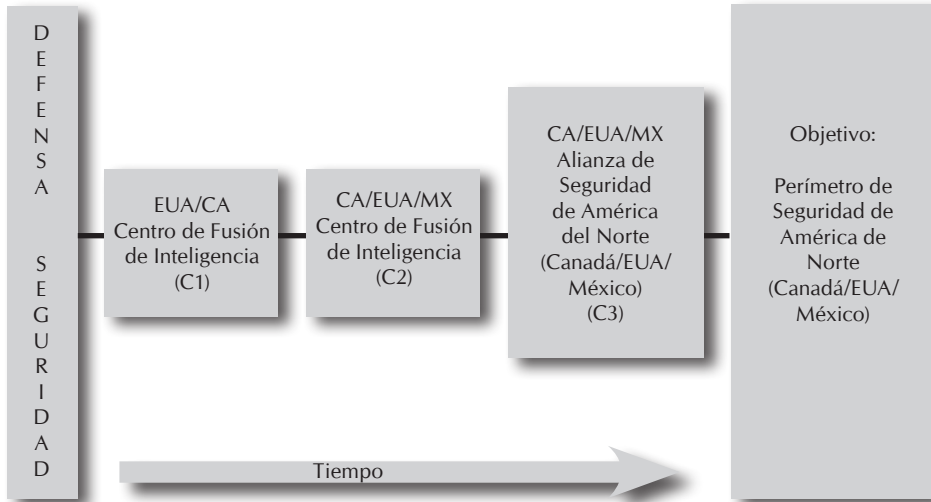 DEFENSA SEGURIDAD
EUA/CA
Centro de Fusión
de Inteligencia
(C1)
CA/EUA/MX
Centro de Fusión
de Inteligencia
(C2)
CA/EUA/MX
Alianza de
Seguridad
de América
del Norte
(Canadá/EUA/
México)
(C3)
Objetivo:
Perímetro de
Seguridad de
América de
Norte
(Canadá/EUA/
México)
Tiempo